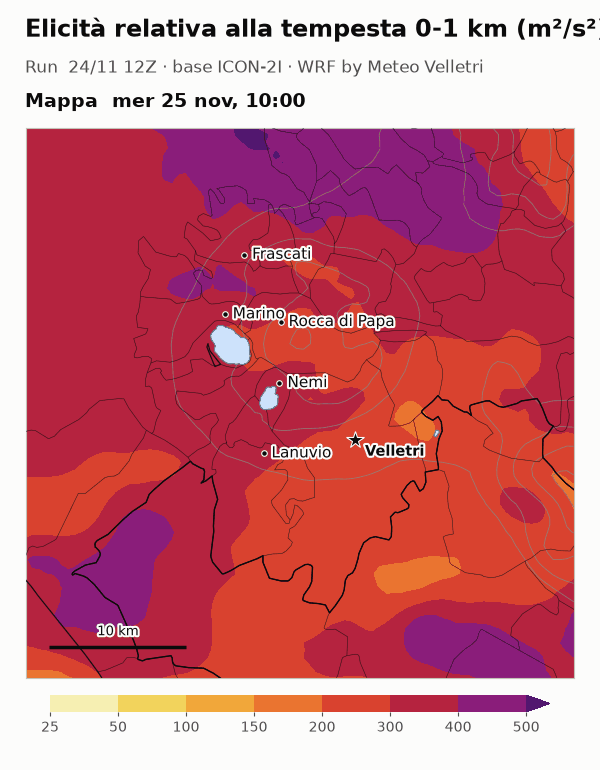 Elicità relativa alla tempesta 0-1 km (m²/s²)
Run  24/11 12Z · base ICON-2I · WRF by Meteo Velletri
Mappa  mer 25 nov, 10:00
Frascati
Marino
Rocca di Papa
Nemi
Velletri
Lanuvio
10 km
25 50 100 150 200 300 400 500